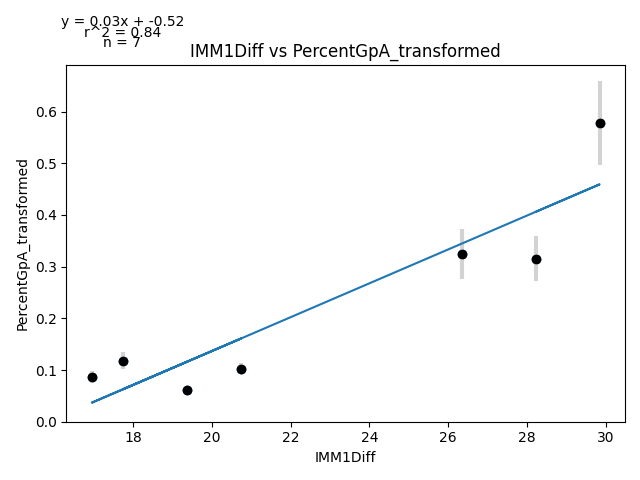 y = 0.03x + -0.52
r^2 = 0.84
n = 7
IMM1Diff vs PercentGpA_transformed
PercentGpA_transformed
0.6
0.5
0.4
0.3
0.2
0.1
0.0
18 20 22 24 26 28 30
IMM1Diff